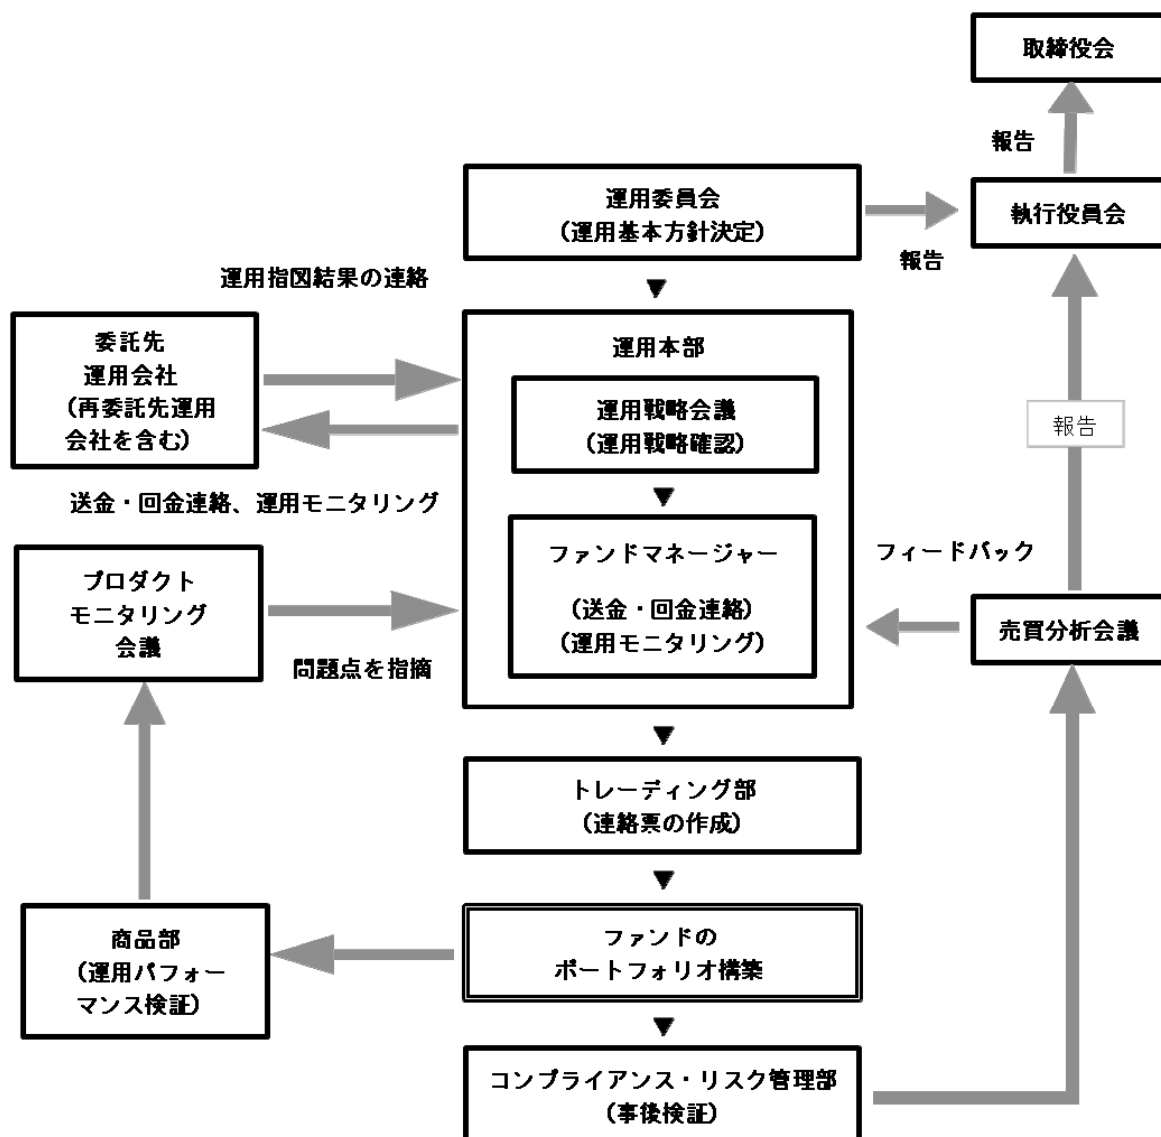 取締役会
報告
運用委員会
(運用基本方針決定)
執行役員会
報告
運用指図結果の連絡
委託先
運用会社
(再委託先運用
会社を含む)
運用本部
運用戦略会議
(運用戦略確認)
報告
送金・回金連絡、運用モニタリング
ファンドマネージャー
(送金・回金連絡)
(運用モニタリング)
フィードバック
プロダクト
モニタリング
会議
問題点を指摘
売買分析会議
トレーディング部
(連絡票の作成)
商品部
(運用パフォー
マンス検証)
ファンドの
ポートフォリオ構築
コンプライアンス・リスク管理部
(事後検証)